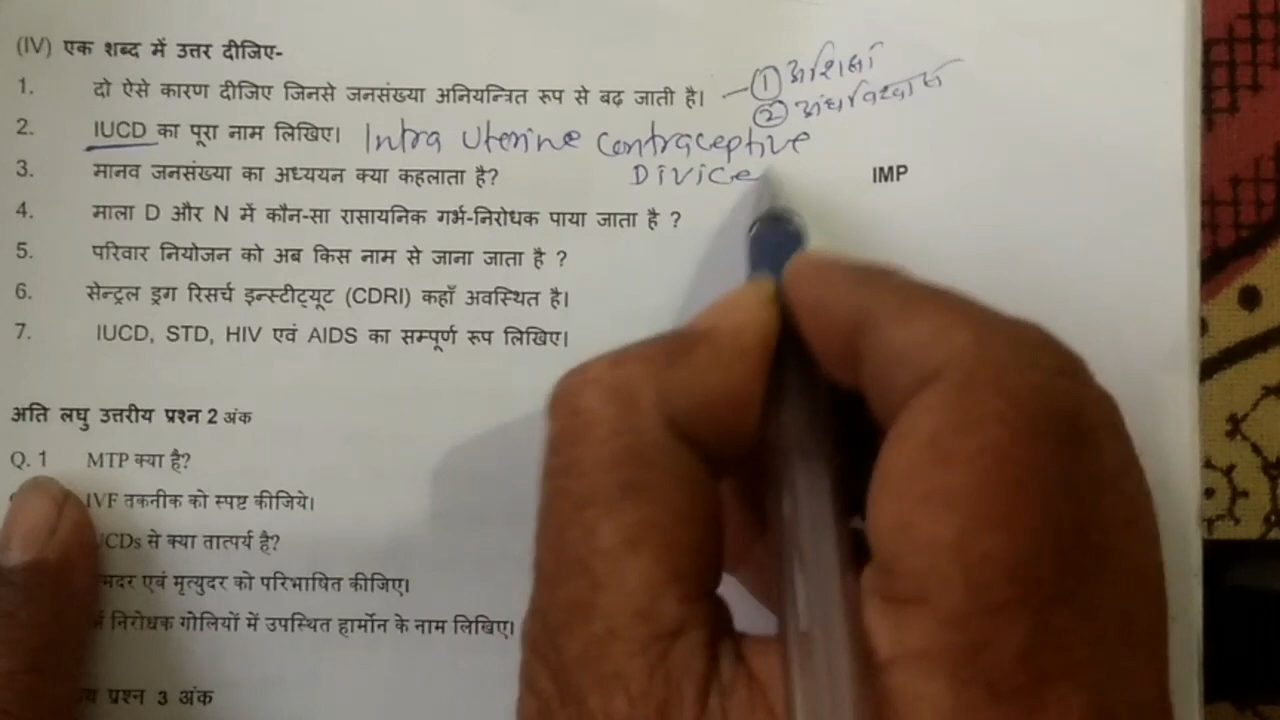 (IV) एक शब्द में उत्तर दीजिए-
1. दो ऐसे कारण दीजिए जिनसे जनसंख्या अनियन्त्रित रूप से बढ़ जाती है। – ① अशिक्षा
② अंधविश्वास
2. IUCD का पूरा नाम लिखिए। Intra Uterine Contraceptive
Divice
3. मानव जनसंख्या का अध्ययन क्या कहलाता है? IMP
4. माला D और N में कौन-सा रासायनिक गर्भ-निरोधक पाया जाता है ?
5. परिवार नियोजन को अब किस नाम से जाना जाता है ?
6. सेन्ट्रल ड्रग रिसर्च इन्स्टीट्यूट (CDRI) कहाँ अवस्थित है।
7. IUCD, STD, HIV एवं AIDS का सम्पूर्ण रूप लिखिए।
अति लघु उत्तरीय प्रश्न 2 अंक
Q. 1 MTP क्या है?
IVF तकनीक को स्पष्ट कीजिये।
से क्या तात्पर्य है?
एवं मृत्युदर को परिभाषित कीजिए।
निरोधक गोलियों में उपस्थित हार्मोन के नाम लिखिए।
प्रश्न 3 अंक